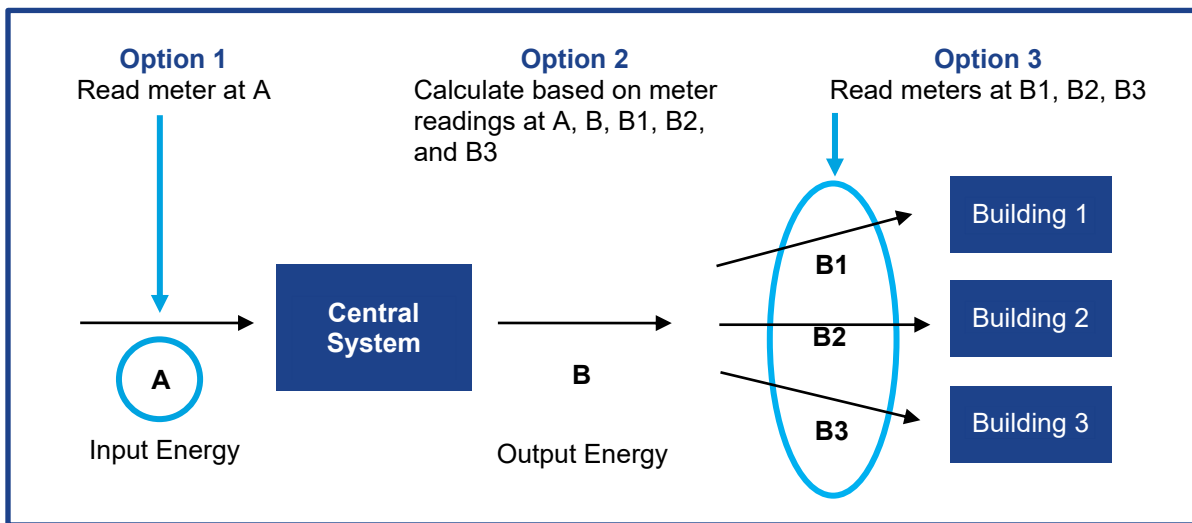 Option 1
Read meter at A
Option 2
Calculate based on meter
readings at A, B, B1, B2,
and B3
Option 3
Read meters at B1, B2, B3
A
Input Energy
Central
System
B
Output Energy
B1
B2
B3
Building 1
Building 2
Building 3